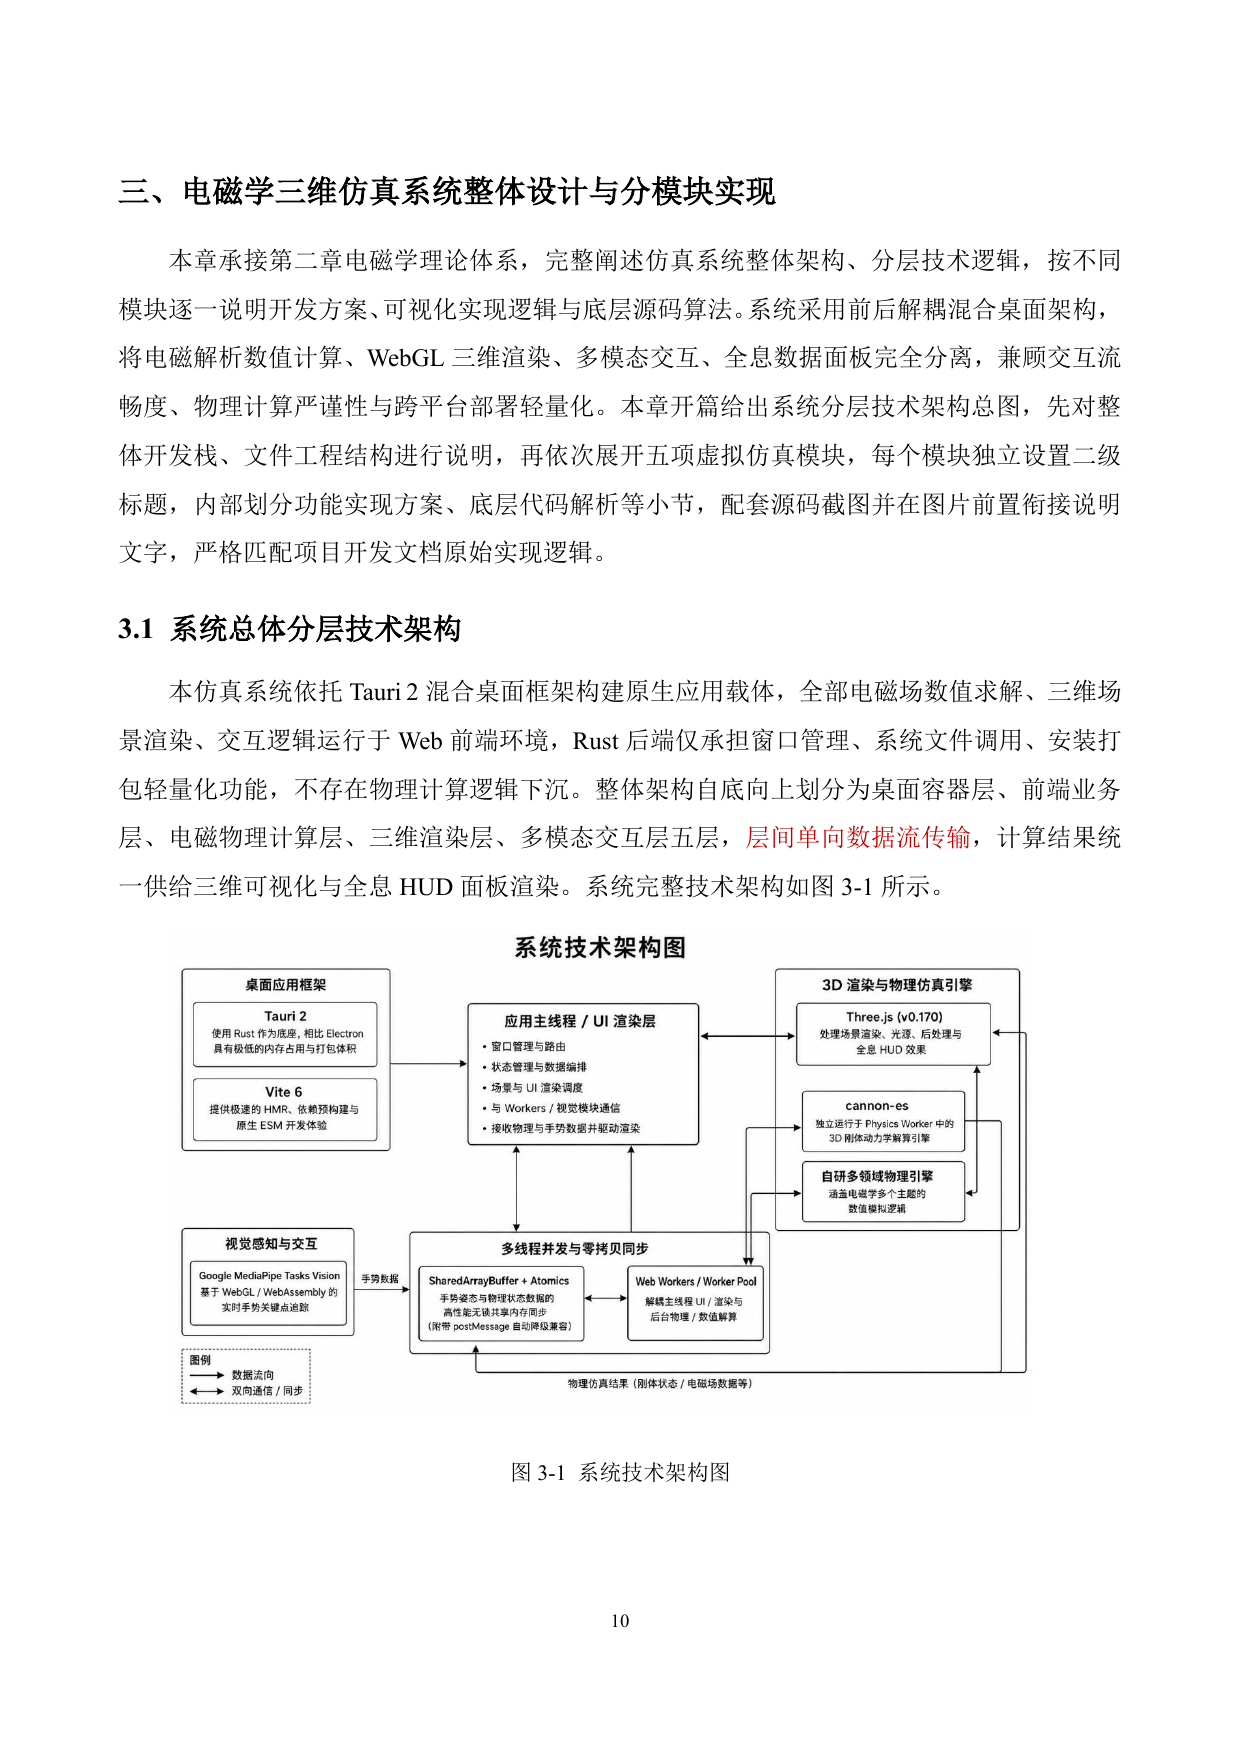 三、电磁学三维仿真系统整体设计与分模块实现
本章承接第二章电磁学理论体系，完整阐述仿真系统整体架构、分层技术逻辑，按不同
模块逐一说明开发方案、可视化实现逻辑与底层源码算法。系统采用前后解耦混合桌面架构，
将电磁解析数值计算、WebGL 三维渲染、多模态交互、全息数据面板完全分离，兼顾交互流
畅度、物理计算严谨性与跨平台部署轻量化。本章开篇给出系统分层技术架构总图，先对整
体开发栈、文件工程结构进行说明，再依次展开五项虚拟仿真模块，每个模块独立设置二级
标题，内部划分功能实现方案、底层代码解析等小节，配套源码截图并在图片前置衔接说明
文字，严格匹配项目开发文档原始实现逻辑。
3.1 系统总体分层技术架构
本仿真系统依托 Tauri 2 混合桌面框架构建原生应用载体，全部电磁场数值求解、三维场
景渲染、交互逻辑运行于 Web 前端环境，Rust 后端仅承担窗口管理、系统文件调用、安装打
包轻量化功能，不存在物理计算逻辑下沉。整体架构自底向上划分为桌面容器层、前端业务
层、电磁物理计算层、三维渲染层、多模态交互层五层，层间单向数据流传输，计算结果统
一供给三维可视化与全息 HUD 面板渲染。系统完整技术架构如图 3-1 所示。
系统技术架构图
桌面应用框架
Tauri 2
使用 Rust 作为底座, 相比 Electron
具有极低的内存占用与打包体积
Vite 6
提供极速的 HMR、依赖预构建与
原生 ESM 开发体验
应用主线程 / UI 渲染层
• 窗口管理与路由
• 状态管理与数据编排
• 场景与 UI 渲染调度
• 与 Workers / 视觉模块通信
• 接收物理与手势数据并驱动渲染
3D 渲染与物理仿真引擎
Three.js (v0.170)
处理场景渲染、光源、后处理与
全息 HUD 效果
cannon-es
独立运行于 Physics Worker 中的
3D 刚体动力学解算引擎
自研多领域物理引擎
涵盖电磁学多个主题的
数值模拟逻辑
视觉感知与交互
Google MediaPipe Tasks Vision
基于 WebGL / WebAssembly 的
实时手势关键点追踪
手势数据
多线程并发与零拷贝同步
SharedArrayBuffer + Atomics
手势姿态与物理状态数据的
高性能无锁共享内存同步
(附带 postMessage 自动降级兼容)
Web Workers / Worker Pool
解耦主线程 UI / 渲染与
后台物理 / 数值解算
图例
数据流向
双向通信 / 同步
物理仿真结果 (刚体状态 / 电磁场数据等)
图 3-1 系统技术架构图
10